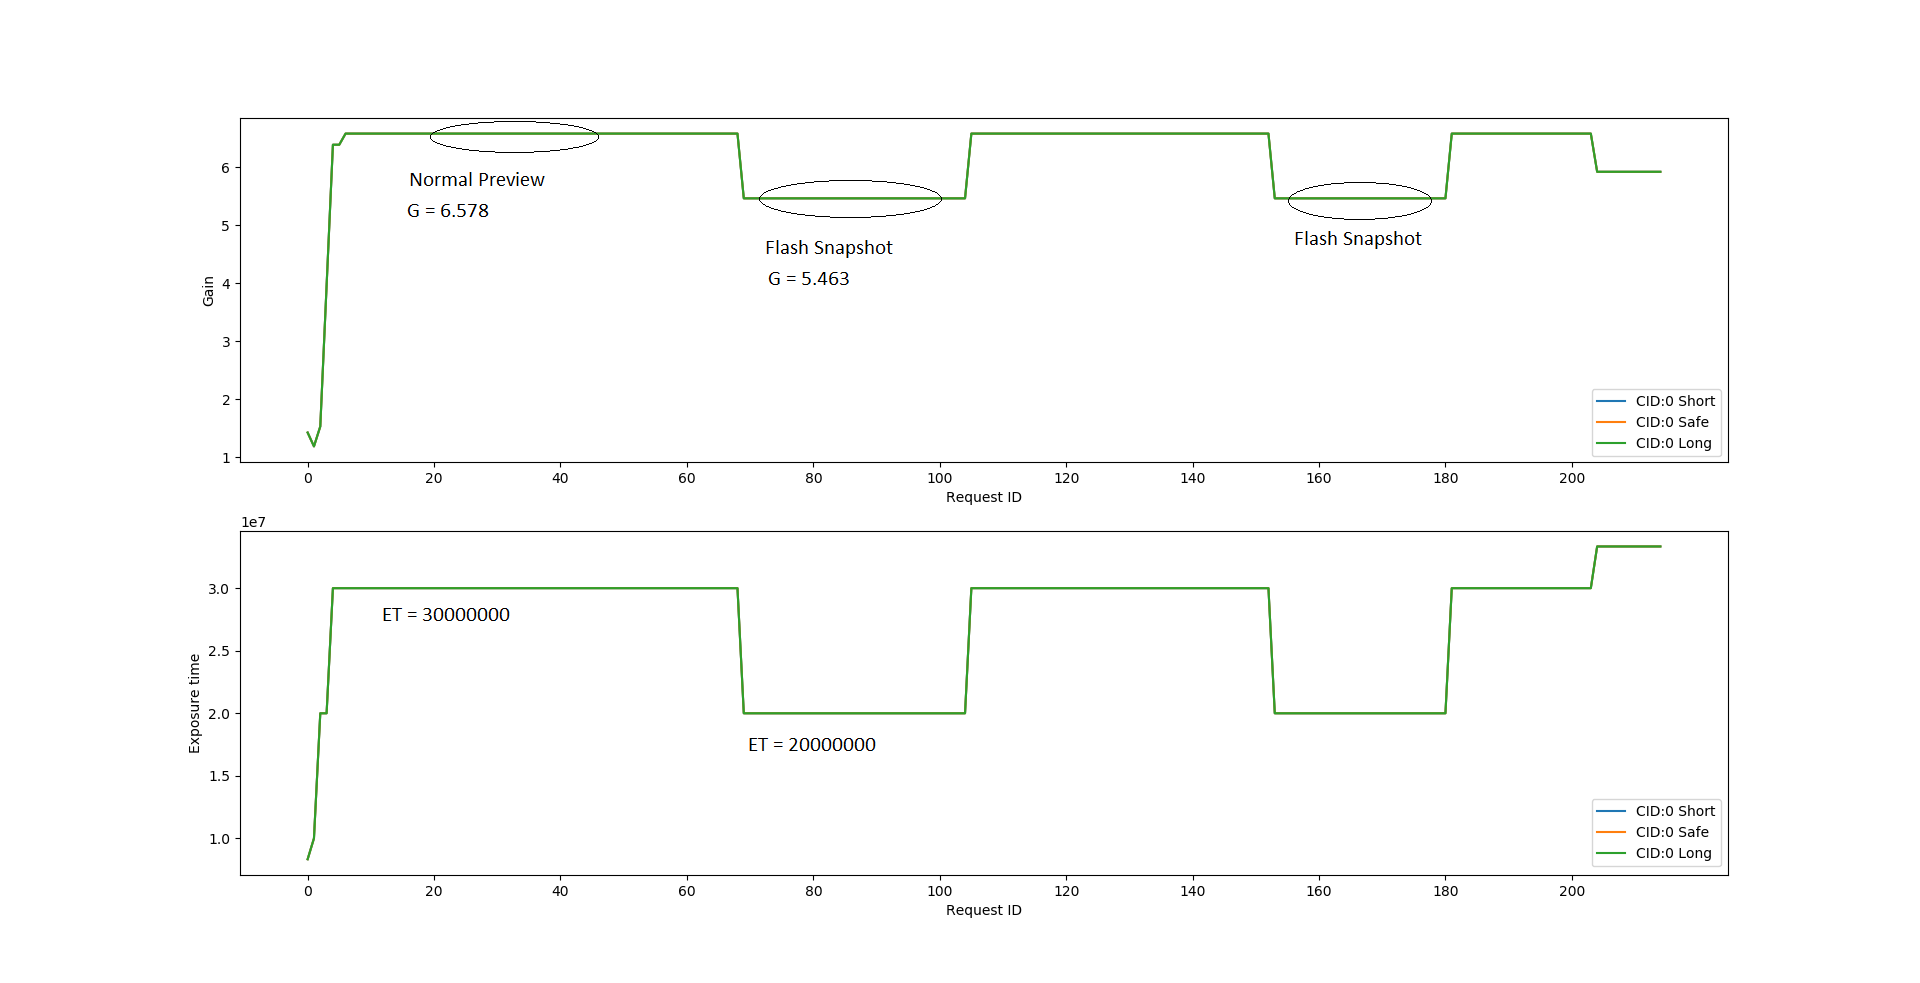 6
5
4
3
2
1
Gain
Normal Preview
G = 6.578
Flash Snapshot
G = 5.463
Flash Snapshot
CID:0 Short
CID:0 Safe
CID:0 Long
0 20 40 60 80 100 120 140 160 180 200
Request ID
1e7
3.0
2.5
2.0
1.5
1.0
Exposure time
ET = 30000000
ET = 20000000
CID:0 Short
CID:0 Safe
CID:0 Long
0 20 40 60 80 100 120 140 160 180 200
Request ID